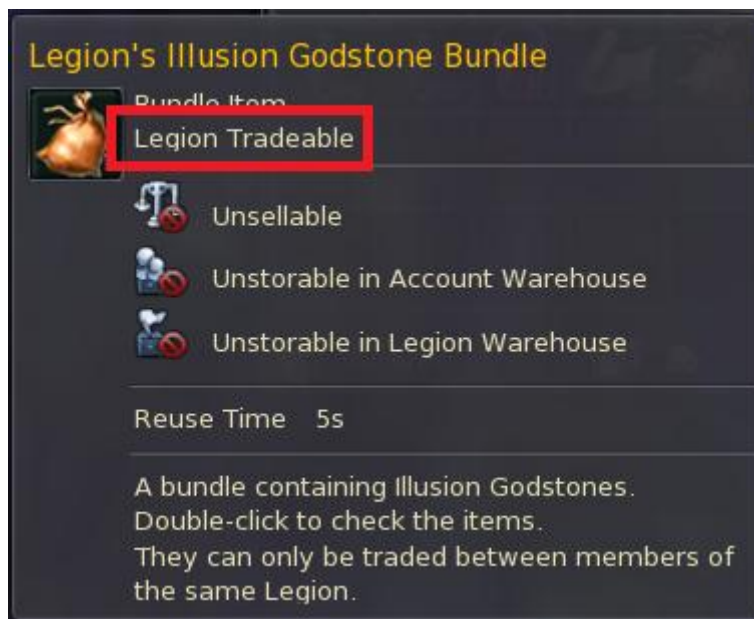 Legion's Illusion Godstone Bundle
Bundle Item
Legion Tradeable
Unsellable
Unstorable in Account Warehouse
Unstorable in Legion Warehouse
Reuse Time 5s
A bundle containing Illusion Godstones.
Double-click to check the items.
They can only be traded between members of
the same Legion.